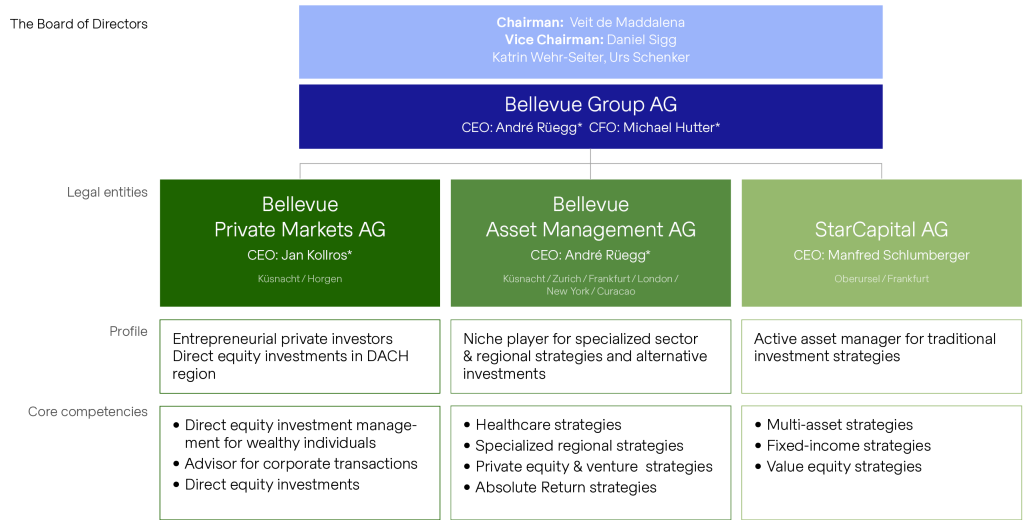 The Board of Directors
Chairman: Veit de Maddalena
Vice Chairman: Daniel Sigg
Katrin Wehr-Seiter, Urs Schenker
Bellevue Group AG
CEO: André Rüegg* CFO: Michael Hutter*
Legal entities
Bellevue
Private Markets AG
CEO: Jan Kollros*
Küsnacht / Horgen
Bellevue
Asset Management AG
CEO: André Rüegg*
Küsnacht / Zurich / Frankfurt / London /
New York / Curacao
StarCapital AG
CEO: Manfred Schlumberger
Oberursel / Frankfurt
Profile
Entrepreneurial private investors
Direct equity investments in DACH
region
Niche player for specialized sector
& regional strategies and alternative
investments
Active asset manager for traditional
investment strategies
Core competencies
• Direct equity investment manage-
ment for wealthy individuals
• Advisor for corporate transactions
• Direct equity investments
• Healthcare strategies
• Specialized regional strategies
• Private equity & venture strategies
• Absolute Return strategies
• Multi-asset strategies
• Fixed-income strategies
• Value equity strategies